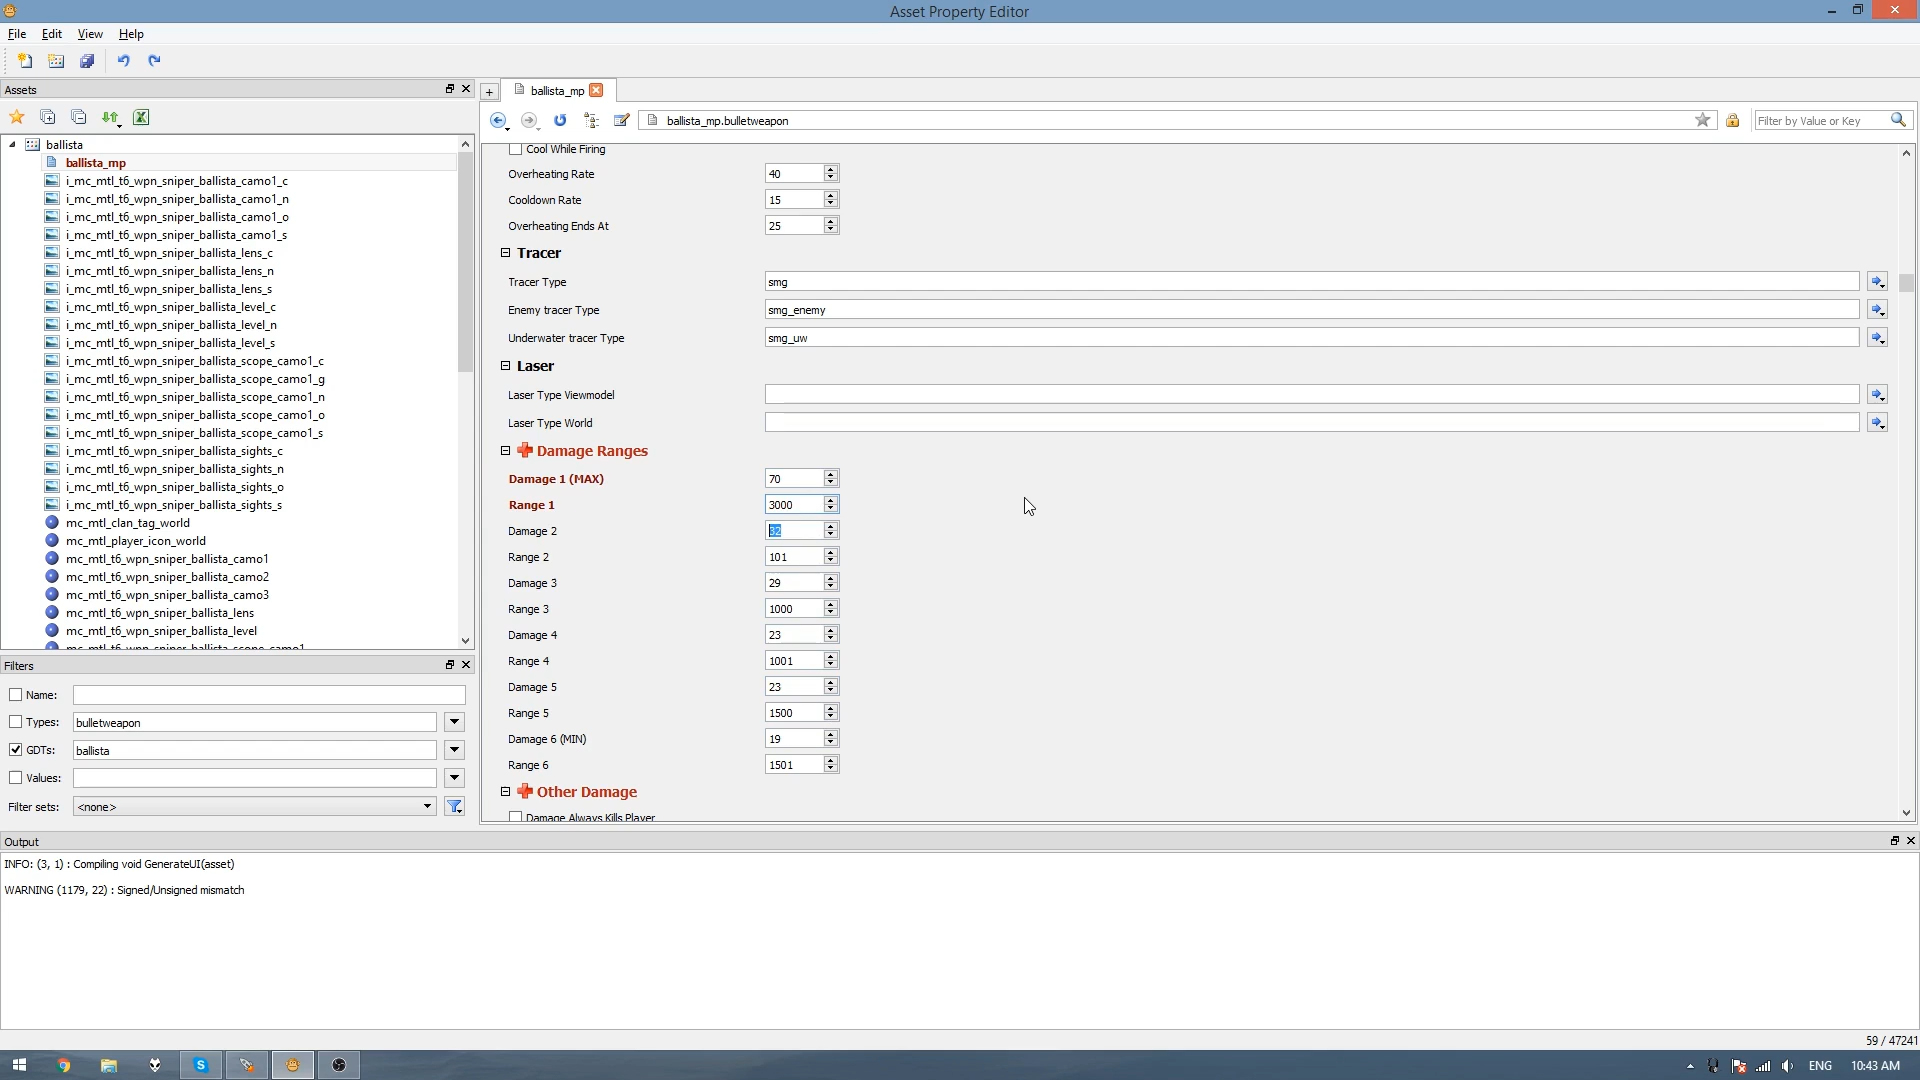 Asset Property Editor
File Edit View Help
Assets
ballista
ballista_mp
i_mc_mtl_t6_wpn_sniper_ballista_camo1_c
i_mc_mtl_t6_wpn_sniper_ballista_camo1_n
i_mc_mtl_t6_wpn_sniper_ballista_camo1_o
i_mc_mtl_t6_wpn_sniper_ballista_camo1_s
i_mc_mtl_t6_wpn_sniper_ballista_lens_c
i_mc_mtl_t6_wpn_sniper_ballista_lens_n
i_mc_mtl_t6_wpn_sniper_ballista_lens_s
i_mc_mtl_t6_wpn_sniper_ballista_level_c
i_mc_mtl_t6_wpn_sniper_ballista_level_n
i_mc_mtl_t6_wpn_sniper_ballista_level_s
i_mc_mtl_t6_wpn_sniper_ballista_scope_camo1_c
i_mc_mtl_t6_wpn_sniper_ballista_scope_camo1_g
i_mc_mtl_t6_wpn_sniper_ballista_scope_camo1_n
i_mc_mtl_t6_wpn_sniper_ballista_scope_camo1_o
i_mc_mtl_t6_wpn_sniper_ballista_scope_camo1_s
i_mc_mtl_t6_wpn_sniper_ballista_sights_c
i_mc_mtl_t6_wpn_sniper_ballista_sights_n
i_mc_mtl_t6_wpn_sniper_ballista_sights_o
i_mc_mtl_t6_wpn_sniper_ballista_sights_s
mc_mtl_clan_tag_world
mc_mtl_player_icon_world
mc_mtl_t6_wpn_sniper_ballista_camo1
mc_mtl_t6_wpn_sniper_ballista_camo2
mc_mtl_t6_wpn_sniper_ballista_camo3
mc_mtl_t6_wpn_sniper_ballista_lens
mc_mtl_t6_wpn_sniper_ballista_level
mc_mtl_t6_wpn_sniper_ballista_scope_camo1
Filters
Name:
Types: bulletweapon
GDTs: ballista
Values:
Filter sets: <none>
+ ballista_mp
ballista_mp.bulletweapon
Filter by Value or Key
Cool While Firing
Overheating Rate 40
Cooldown Rate 15
Overheating Ends At 25
Tracer
Tracer Type smg
Enemy tracer Type smg_enemy
Underwater tracer Type smg_uw
Laser
Laser Type Viewmodel
Laser Type World
Damage Ranges
Damage 1 (MAX) 70
Range 1 3000
Damage 2 32
Range 2 101
Damage 3 29
Range 3 1000
Damage 4 23
Range 4 1001
Damage 5 23
Range 5 1500
Damage 6 (MIN) 19
Range 6 1501
Other Damage
Damage Always Kills Player
Output
INFO: (3, 1) : Compiling void GenerateUI(asset)
WARNING (1179, 22) : Signed/Unsigned mismatch
59 / 47241
ENG 10:43 AM